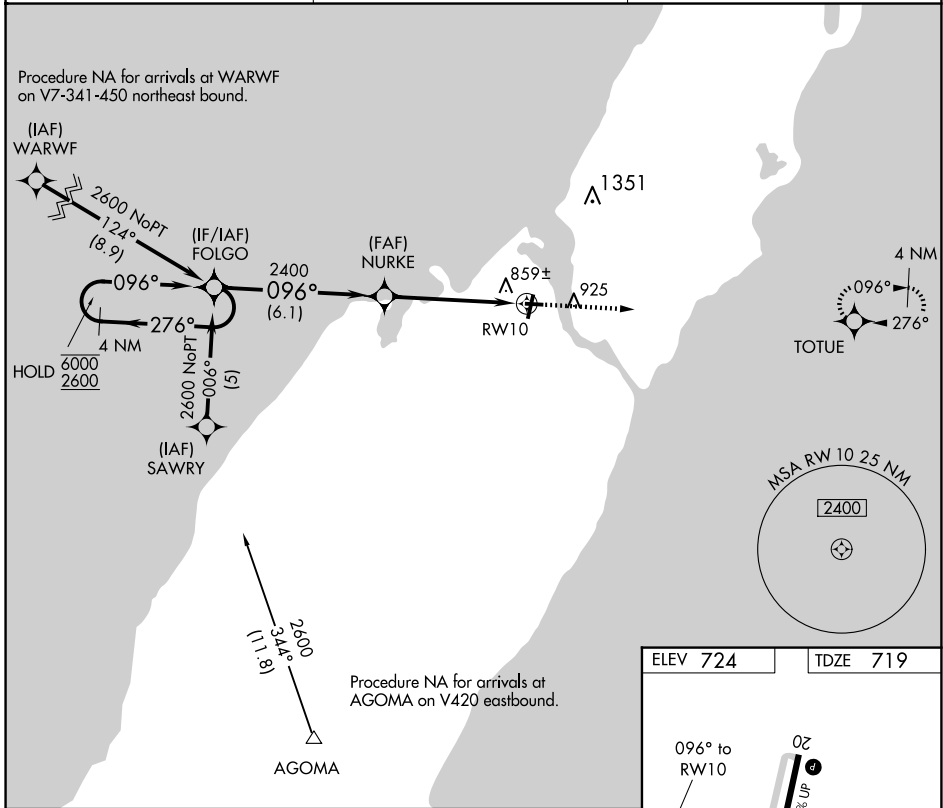 Procedure NA for arrivals at WARWF
on V7-341-450 northeast bound.
(IAF)
WARWF
2600 NoPT
124°
(8.9)
(IF/IAF)
FOLGO
096°
276°
4 NM
HOLD 6000
2600
2600 NoPT
006°
(5)
(IAF)
SAWRY
2400
096°
(6.1)
(FAF)
NURKE
859±
925
RW10
1351
4 NM
096°
276°
TOTUE
MSA RW 10 25 NM
2400
2600
344°
(11.8)
Procedure NA for arrivals at
AGOMA on V420 eastbound.
AGOMA
ELEV 724
TDZE 719
096° to
RW10
20
P
UP